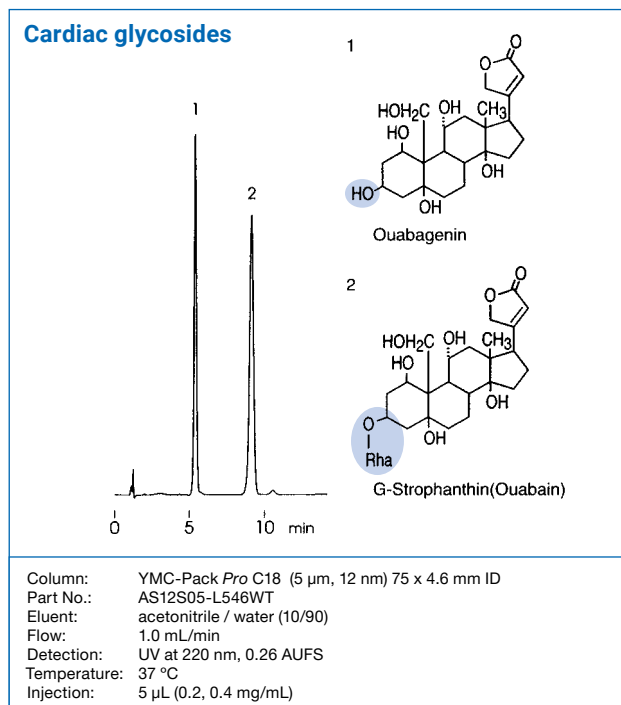 Cardiac glycosides
1
2
0
5
10
min
1
O
O
HOH₂C
OH
CH₃
HO
OH
HO
OH
Ouabagenin
2
O
O
HOH₂C
OH
CH₃
HO
OH
O
OH
Rha
G-Strophanthin(Ouabain)
Column: YMC-Pack Pro C18 (5 µm, 12 nm) 75 x 4.6 mm ID
Part No.: AS12S05-L546WT
Eluent: acetonitrile / water (10/90)
Flow: 1.0 mL/min
Detection: UV at 220 nm, 0.26 AUFS
Temperature: 37 ºC
Injection: 5 µL (0.2, 0.4 mg/mL)